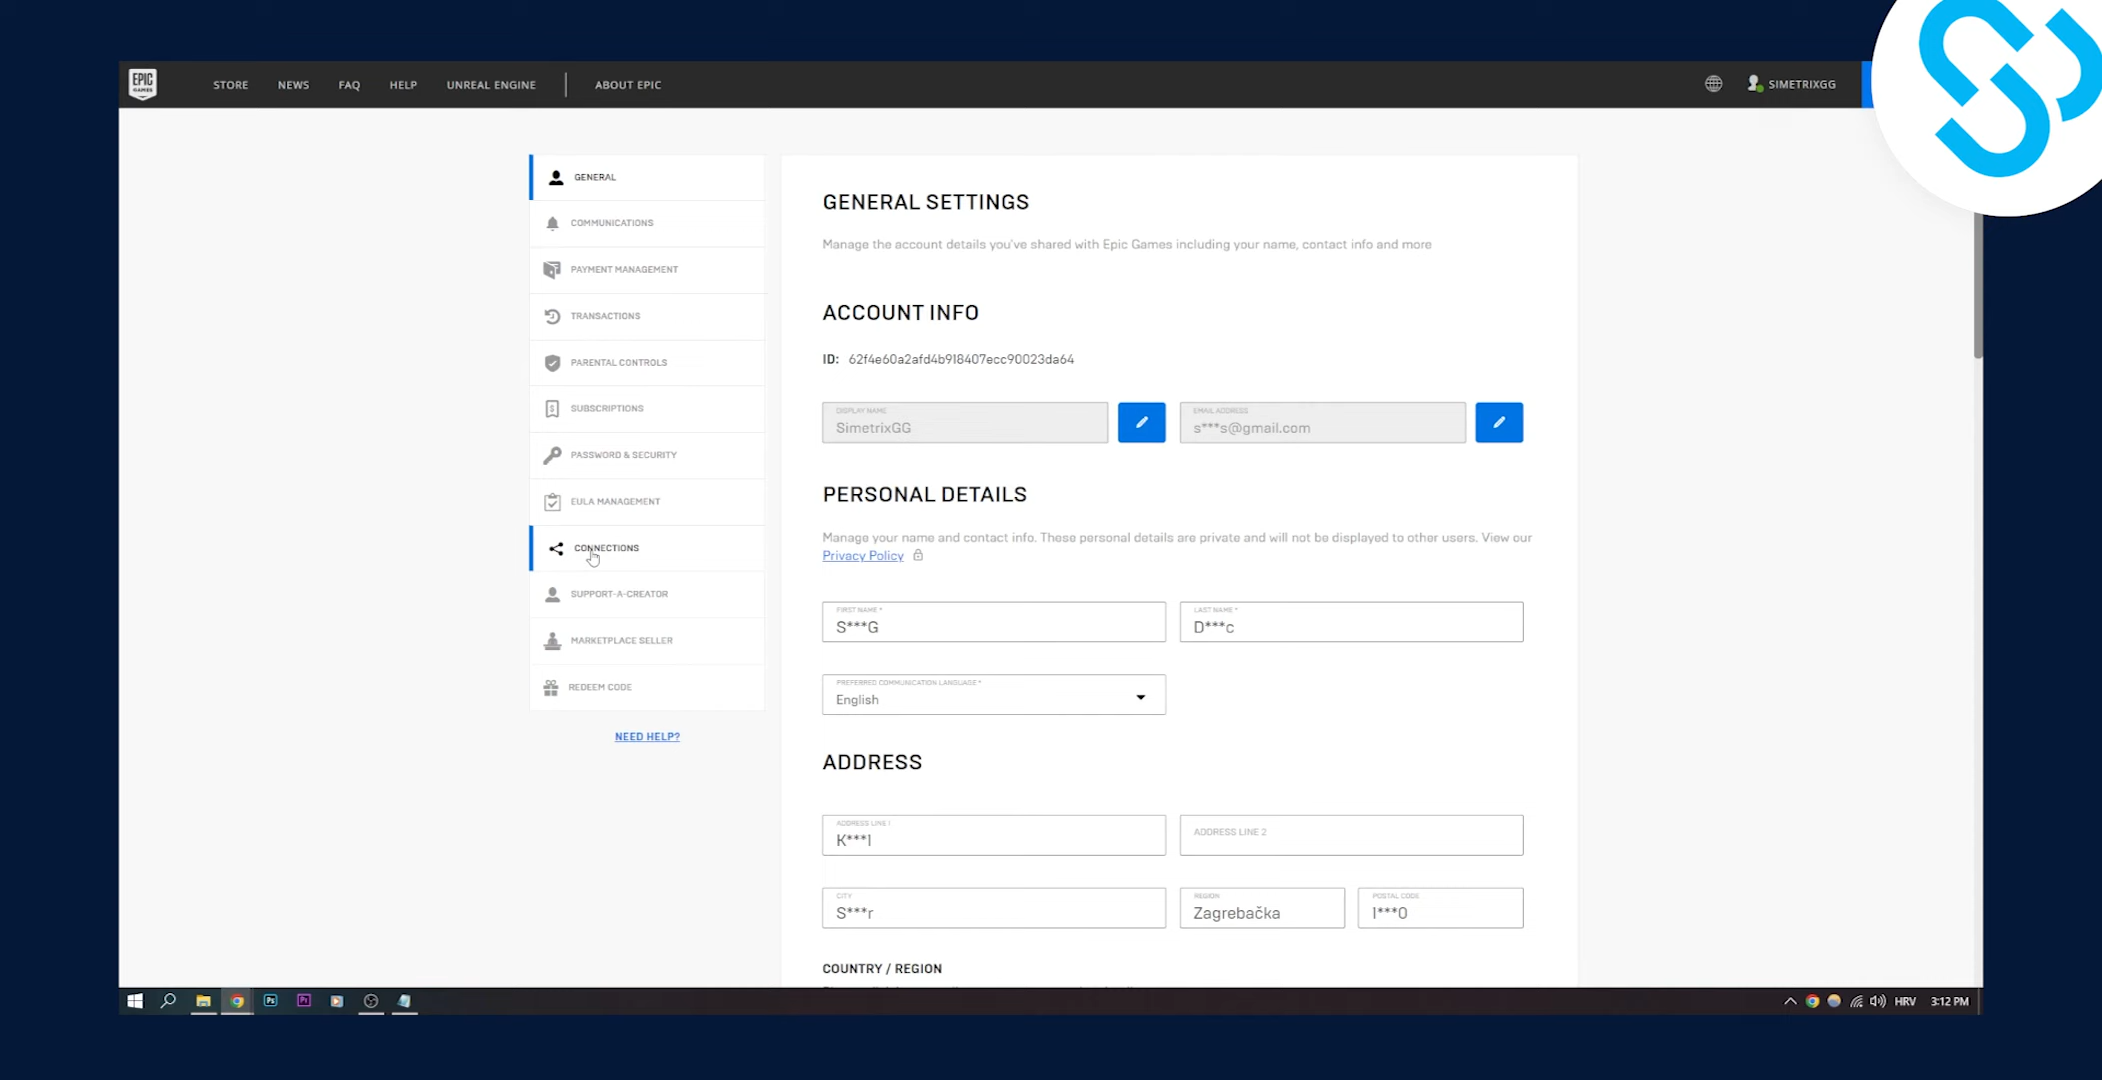 EPIC
GAMES
STORE
NEWS
FAQ
HELP
UNREAL ENGINE
ABOUT EPIC
SIMETRIXGG
GENERAL
COMMUNICATIONS
PAYMENT MANAGEMENT
TRANSACTIONS
PARENTAL CONTROLS
SUBSCRIPTIONS
PASSWORD & SECURITY
EULA MANAGEMENT
CONNECTIONS
SUPPORT-A-CREATOR
MARKETPLACE SELLER
REDEEM CODE
NEED HELP?
GENERAL SETTINGS
Manage the account details you've shared with Epic Games including your name, contact info and more
ACCOUNT INFO
ID: 62f4e60a2afd4b918407ecc90023da64
DISPLAY NAME
SimetrixGG
EMAIL ADDRESS
s***s@gmail.com
PERSONAL DETAILS
Manage your name and contact info. These personal details are private and will not be displayed to other users. View our
Privacy Policy
FIRST NAME *
S***G
LAST NAME *
D***c
PREFERRED COMMUNICATION LANGUAGE *
English
ADDRESS
ADDRESS LINE 1
K***l
ADDRESS LINE 2
CITY
S***r
REGION
Zagrebačka
POSTAL CODE
1***0
COUNTRY / REGION
Ps
Pr
HRV
3:12 PM